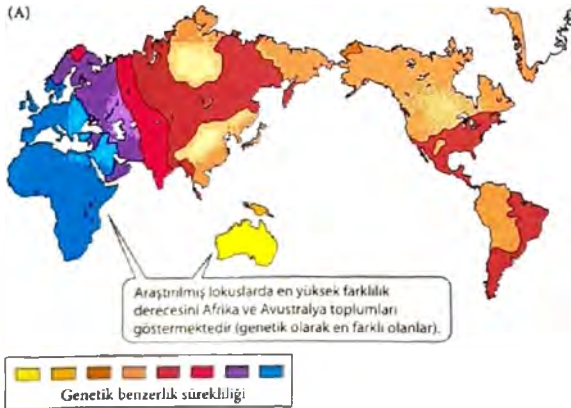 (A)
Araştırılmış lokuslarda en yüksek farklılık
derecesini Afrika ve Avustralya toplumları
göstermektedir (genetik olarak en farklı olanlar).
Genetik benzerlik sürekliliği